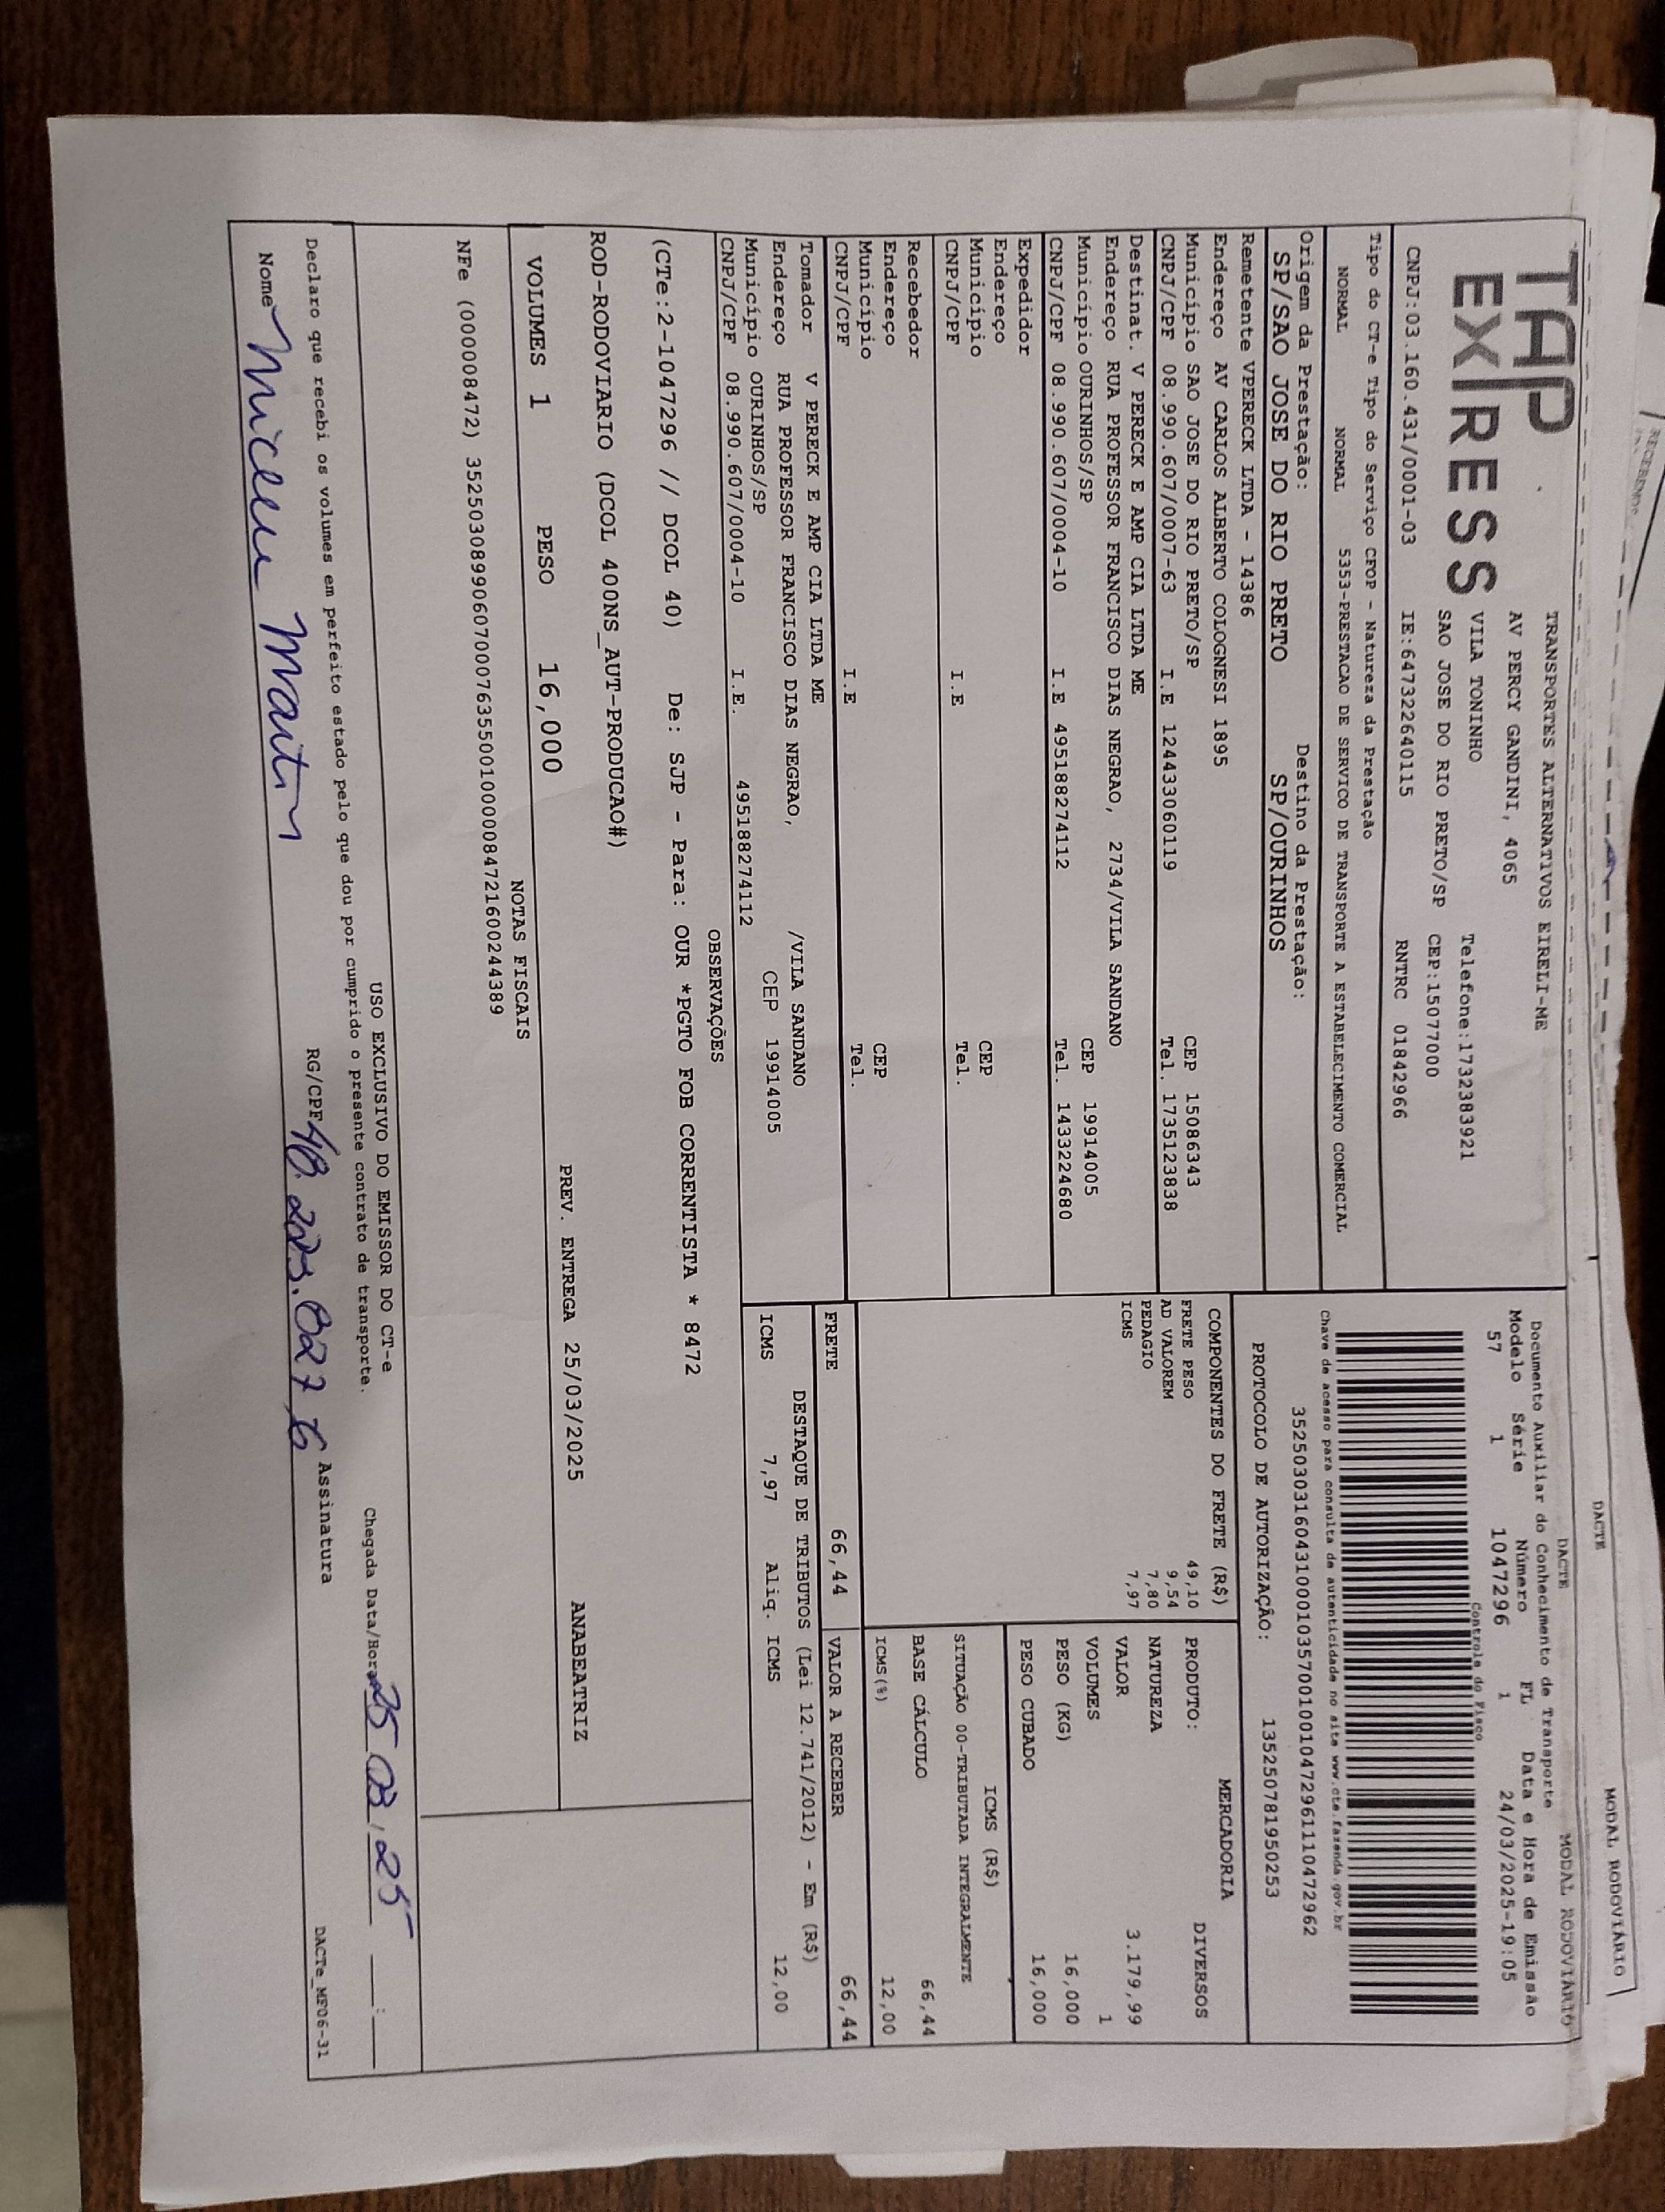 MODAL RODOVIÁRIO
DACTE
TAP
EXPRESS
TRANSPORTES ALTERNATIVOS EIRELI-ME
AV PERCY GANDINI, 4065
VILA TONINHO
Telefone:1732383921
SAO JOSE DO RIO PRETO/SP CEP:15077000
CNPJ:03.160.431/0001-03 IE:647322640115 RNTRC 01842966
DACTE MODAL RODOVIÁRIO
Documento Auxiliar do Conhecimento de Transporte
Modelo Série Número FL Data e Hora de Emissão
57 1 1047296 1 24/03/2025-19:05
Controle do Fisco
Chave de acesso para consulta de autenticidade no site www.cte.fazenda.gov.br
35250303160431000103570010010472961110472962
PROTOCOLO DE AUTORIZAÇÃO: 135250781950253
Tipo do CT-e Tipo do Serviço CFOP - Natureza da Prestação
NORMAL NORMAL 5353-PRESTACAO DE SERVICO DE TRANSPORTE A ESTABELECIMENTO COMERCIAL
Origem da Prestação: Destino da Prestação:
SP/SAO JOSE DO RIO PRETO SP/OURINHOS
Remetente VPERECK LTDA - 14386
Endereço AV CARLOS ALBERTO COLOGNESI 1895
Município SAO JOSE DO RIO PRETO/SP CEP 15086343
CNPJ/CPF 08.990.607/0007-63 I.E 124433060119 Tel. 1735123838
Destinat. V PERECK E AMP CIA LTDA ME
Endereço RUA PROFESSOR FRANCISCO DIAS NEGRAO, 2734/VILA SANDANO
Município OURINHOS/SP CEP 19914005
CNPJ/CPF 08.990.607/0004-10 I.E 495188274112 Tel. 1433224680
Expedidor
Endereço
Município CEP
CNPJ/CPF I.E Tel.
Recebedor
Endereço
Município CEP
CNPJ/CPF I.E Tel.
Tomador V PERECK E AMP CIA LTDA ME
Endereço RUA PROFESSOR FRANCISCO DIAS NEGRAO, /VILA SANDANO
Município OURINHOS/SP CEP 19914005
CNPJ/CPF 08.990.607/0004-10 I.E. 495188274112
COMPONENTES DO FRETE (R$)
FRETE PESO 49,10
AD VALOREM 9,54
PEDAGIO 7,80
ICMS 7,97
MERCADORIA
PRODUTO: DIVERSOS
NATUREZA
VALOR 3.179,99
VOLUMES 1
PESO (KG) 16,000
PESO CUBADO 16,000
ICMS (R$)
SITUAÇÃO 00-TRIBUTADA INTEGRALMENTE
BASE CÁLCULO 66,44
ICMS(%) 12,00
FRETE 66,44 VALOR A RECEBER 66,44
DESTAQUE DE TRIBUTOS (Lei 12.741/2012) - Em (R$)
ICMS 7,97 Aliq. ICMS 12,00
OBSERVAÇÕES
(CTe:2-1047296 // DCOL 40) De: SJP - Para: OUR *PGTO FOB CORRENTISTA * 8472
ROD-RODOVIARIO (DCOL 400NS_AUT-PRODUCAO#)
VOLUMES 1 PESO 16,000 PREV. ENTREGA 25/03/2025 ANABEATRIZ
NOTAS FISCAIS
NFe (000008472) 35250308990607000763550010000084721600244389
USO EXCLUSIVO DO EMISSOR DO CT-e
Declaro que recebi os volumes em perfeito estado pelo que dou por cumprido o presente contrato de transporte.
Chegada Data/Hora 25 03, 25 __:__
Nome RG/CPF Assinatura
DACTe_MF06-31